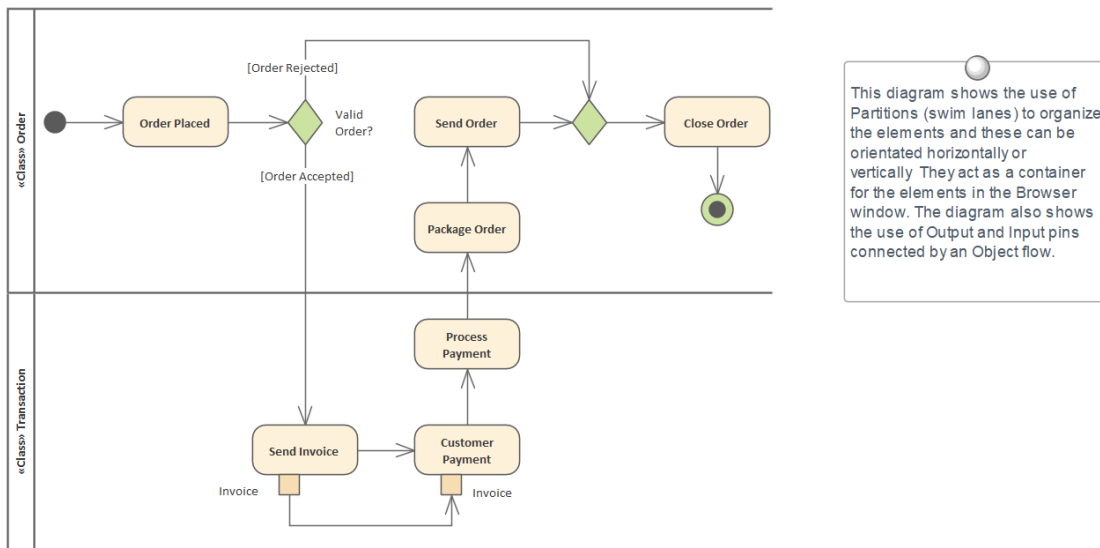 «Class» Order
Order Placed
[Order Rejected]
Valid
Order?
[Order Accepted]
Send Order
Close Order
Package Order
«Class» Transaction
Process
Payment
Send Invoice
Customer
Payment
Invoice
Invoice
This diagram shows the use of
Partitions (swim lanes) to organize
the elements and these can be
orientated horizontally or
vertically They act as a container
for the elements in the Browser
window. The diagram also shows
the use of Output and Input pins
connected by an Object flow.